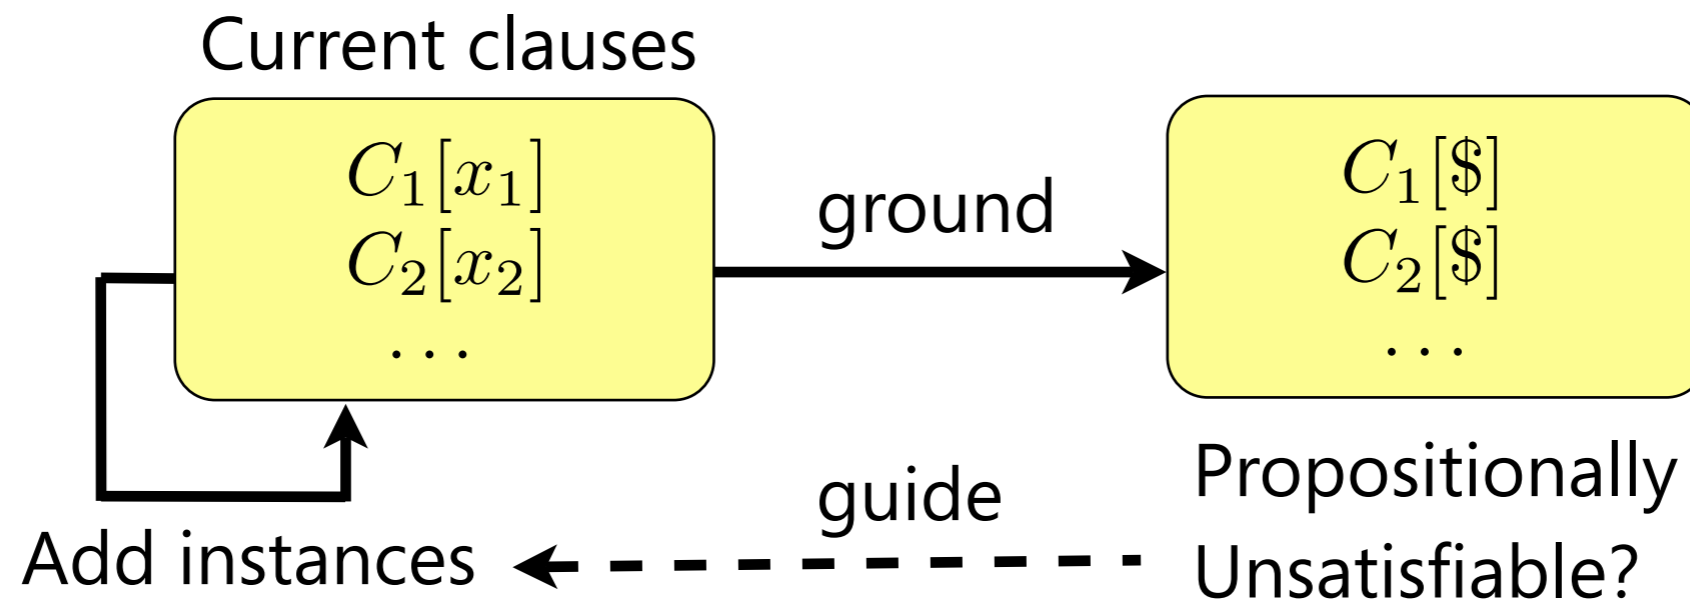 Current clauses
C₁[x₁]
C₂[x₂]
...
ground
C₁[$]
C₂[$]
...
Add instances
guide
Propositionally
Unsatisfiable?